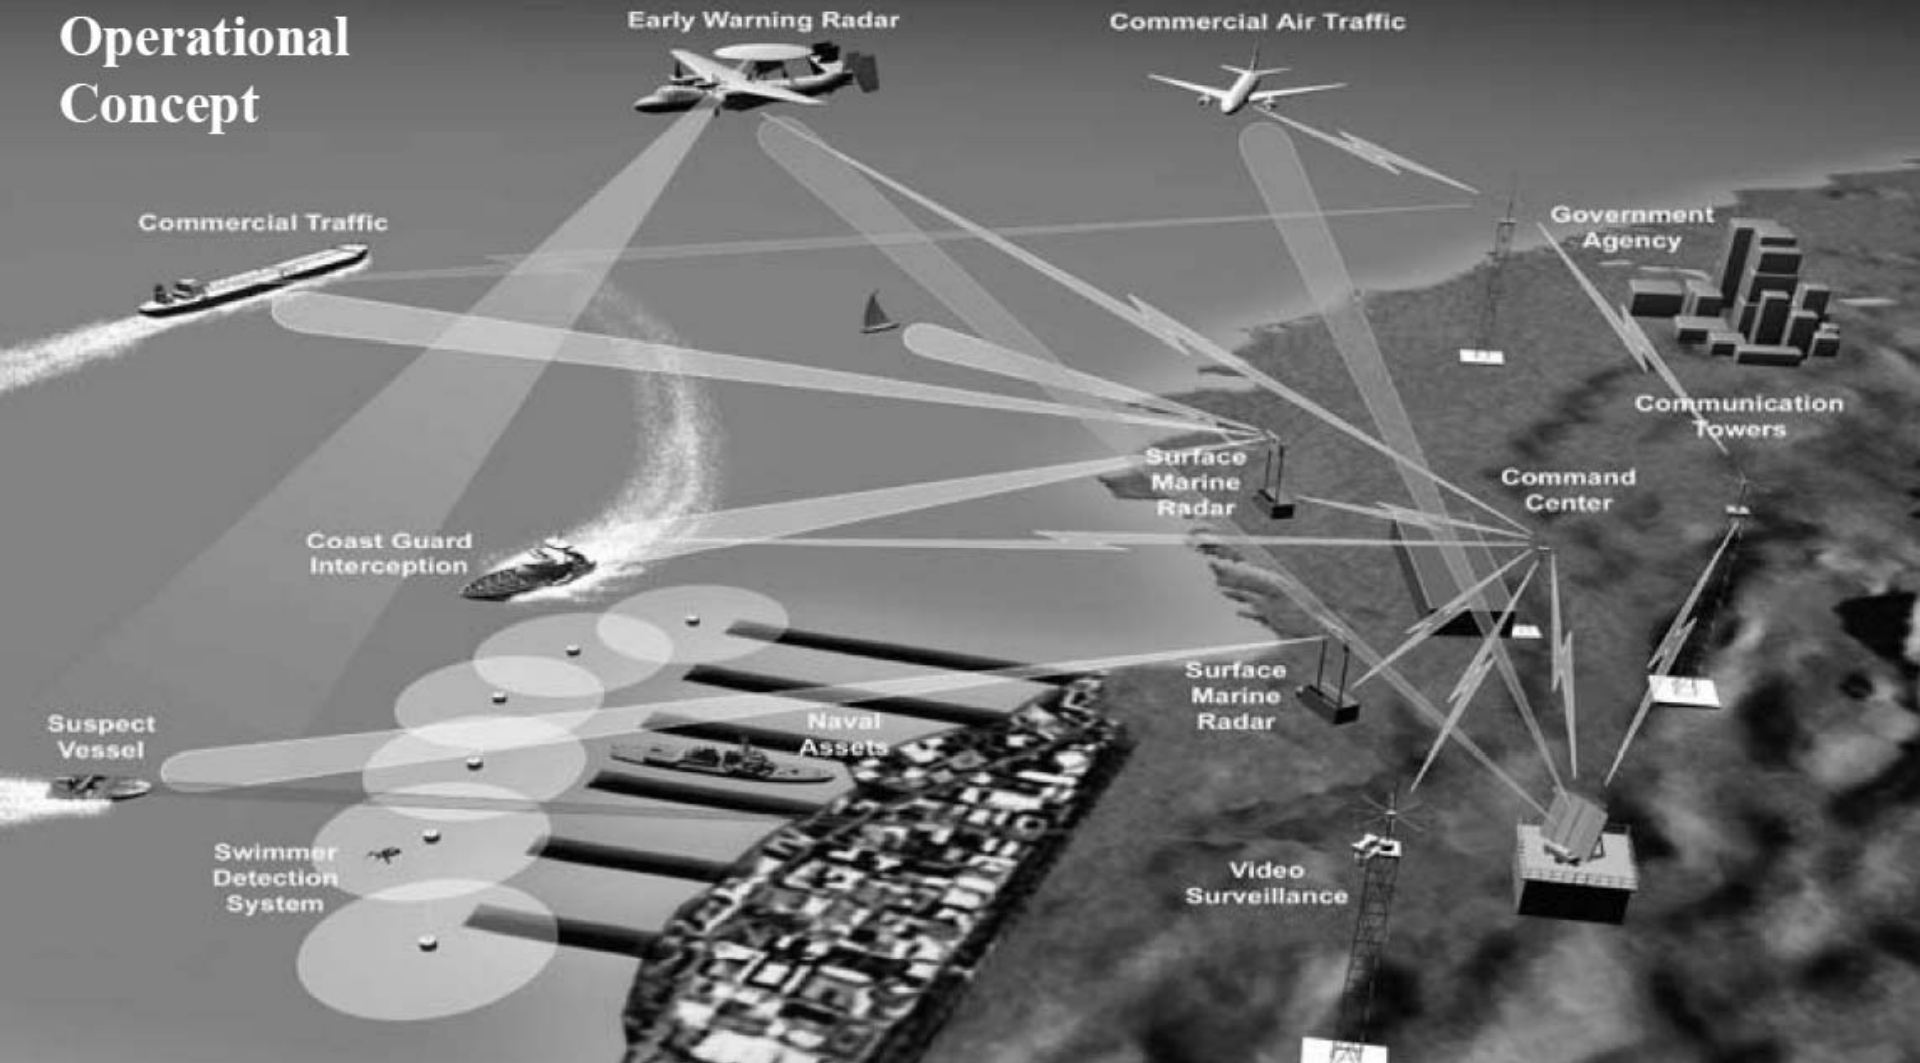 Operational
Concept
Early Warning Radar
Commercial Air Traffic
Commercial Traffic
Government
Agency
Communication
Towers
Surface
Marine
Radar
Command
Center
Coast Guard
Interception
Surface
Marine
Radar
Suspect
Vessel
Naval
Assets
Swimmer
Detection
System
Video
Surveillance